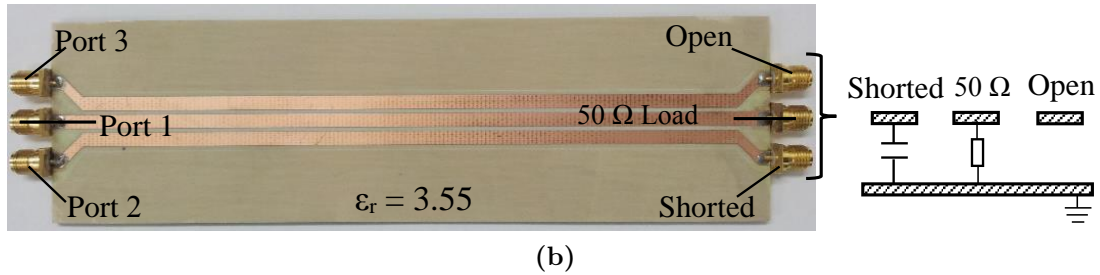 Port 3
Open
Port 1
50 Ω Load
Port 2
Shorted
εr = 3.55
Shorted 50 Ω Open
(b)